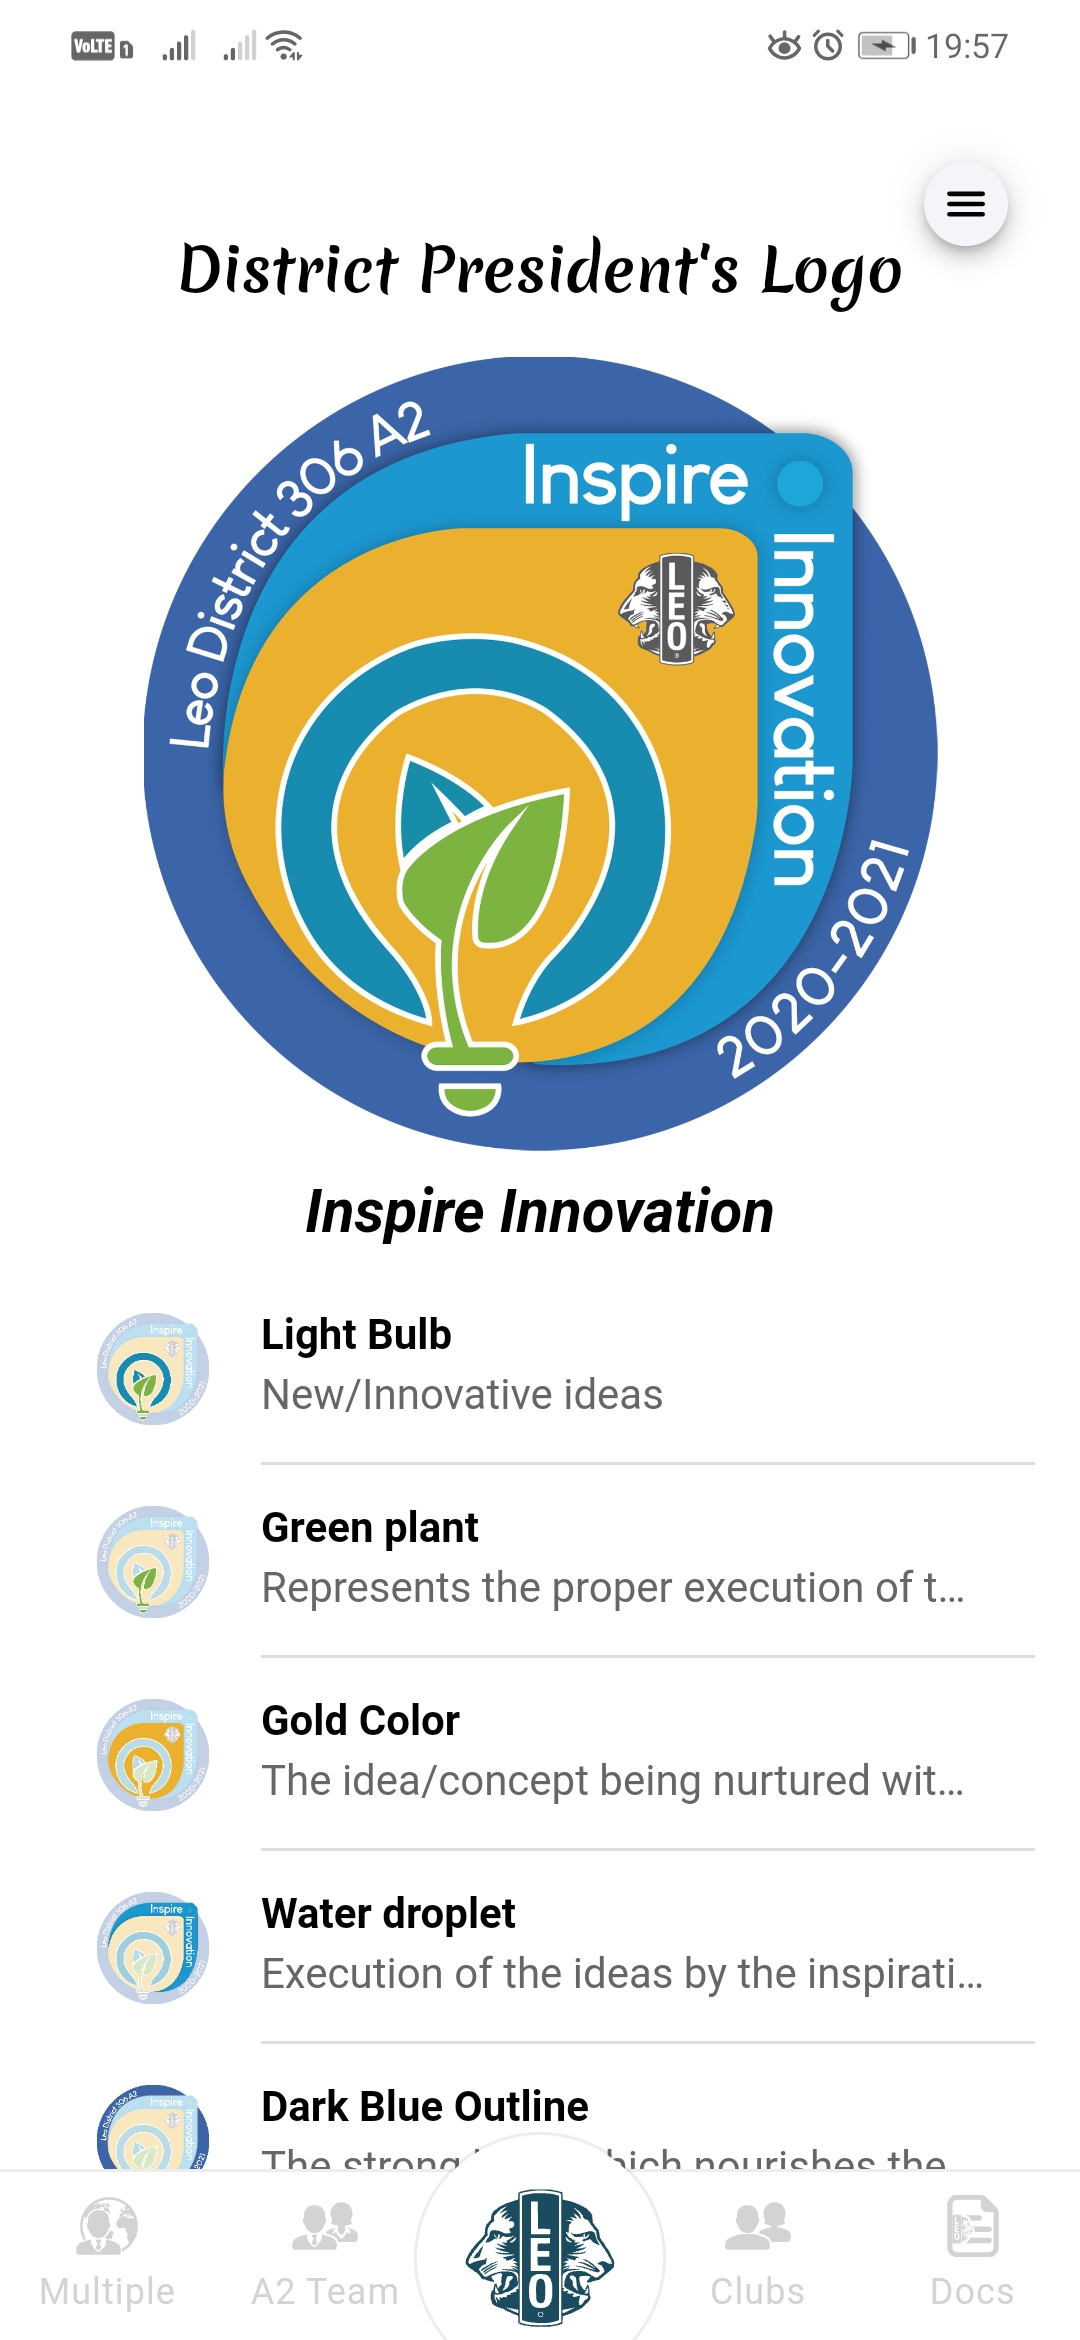 VoLTE 1
19:57
District President's Logo
Leo District 306 A2
Inspire
Innovation
LEO
2020-2021
Inspire Innovation
Light Bulb
New/Innovative ideas
Green plant
Represents the proper execution of t...
Gold Color
The idea/concept being nurtured wit...
Water droplet
Execution of the ideas by the inspirati...
Dark Blue Outline
The strong hich nourishes the
Multiple
A2 Team
LEO
Clubs
Docs